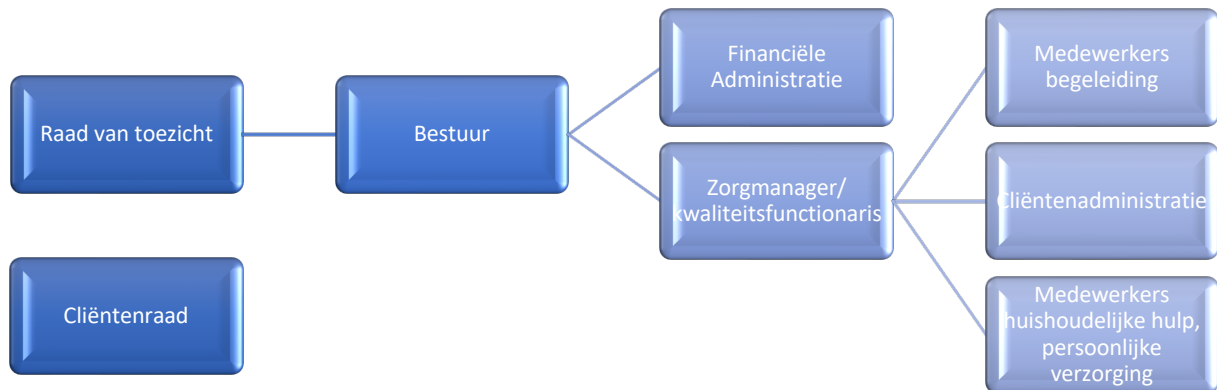 Raad van toezicht
Cliëntenraad
Bestuur
Financiële
Administratie
Zorgmanager/
kwaliteitsfunctionaris
Medewerkers
begeleiding
Cliëntenadministratie
Medewerkers
huishoudelijke hulp,
persoonlijke
verzorging